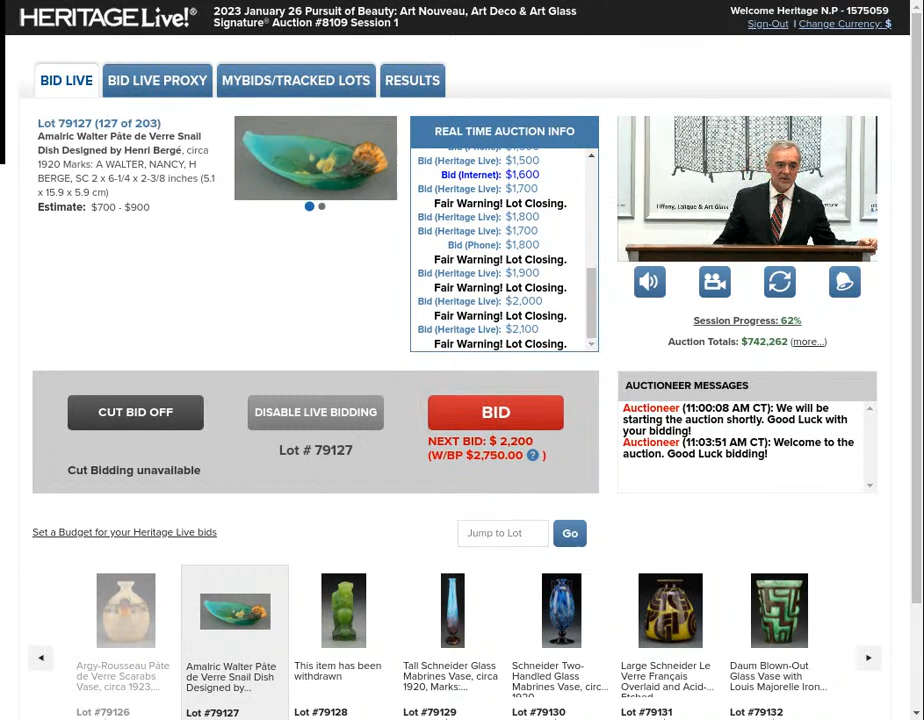 HERITAGE Live!®
2023 January 26 Pursuit of Beauty: Art Nouveau, Art Deco & Art Glass
Signature® Auction #8109 Session 1
Welcome Heritage N.P - 1575059
Sign-Out | Change Currency: $
BID LIVE
BID LIVE PROXY
MYBIDS/TRACKED LOTS
RESULTS
Lot 79127 (127 of 203)
Amalric Walter Pâte de Verre Snail
Dish Designed by Henri Bergé, circa
1920 Marks: A WALTER, NANCY, H
BERGE, SC 2 x 6-1/4 x 2-3/8 inches (5.1
x 15.9 x 5.9 cm)
Estimate: $700 - $900
REAL TIME AUCTION INFO
Bid (Heritage Live): $1,500
Bid (Internet): $1,600
Bid (Heritage Live): $1,700
Fair Warning! Lot Closing.
Bid (Heritage Live): $1,800
Bid (Heritage Live): $1,700
Bid (Phone): $1,800
Fair Warning! Lot Closing.
Bid (Heritage Live): $1,900
Fair Warning! Lot Closing.
Bid (Heritage Live): $2,000
Fair Warning! Lot Closing.
Bid (Heritage Live): $2,100
Fair Warning! Lot Closing.
Tiffany, Lalique & Art Glass
Session Progress: 62%
Auction Totals: $742,262 (more...)
CUT BID OFF
DISABLE LIVE BIDDING
BID
Lot # 79127
NEXT BID: $ 2,200
(W/BP $2,750.00 ? )
Cut Bidding unavailable
AUCTIONEER MESSAGES
Auctioneer (11:00:08 AM CT): We will be
starting the auction shortly. Good Luck with
your bidding!
Auctioneer (11:03:51 AM CT): Welcome to the
auction. Good Luck bidding!
Set a Budget for your Heritage Live bids
Jump to Lot
Go
Argy-Rousseau Pâte
de Verre Scarabs
Vase, circa 1923,...
Lot #79126
Amalric Walter Pâte
de Verre Snail Dish
Designed by...
Lot #79127
This item has been
withdrawn
Lot #79128
Tall Schneider Glass
Mabrines Vase, circa
1920, Marks:...
Lot #79129
Schneider Two-
Handled Glass
Mabrines Vase, circ...
1920
Lot #79130
Large Schneider Le
Verre Français
Overlaid and Acid-
Etched
Lot #79131
Daum Blown-Out
Glass Vase with
Louis Majorelle Iron...
Lot #79132